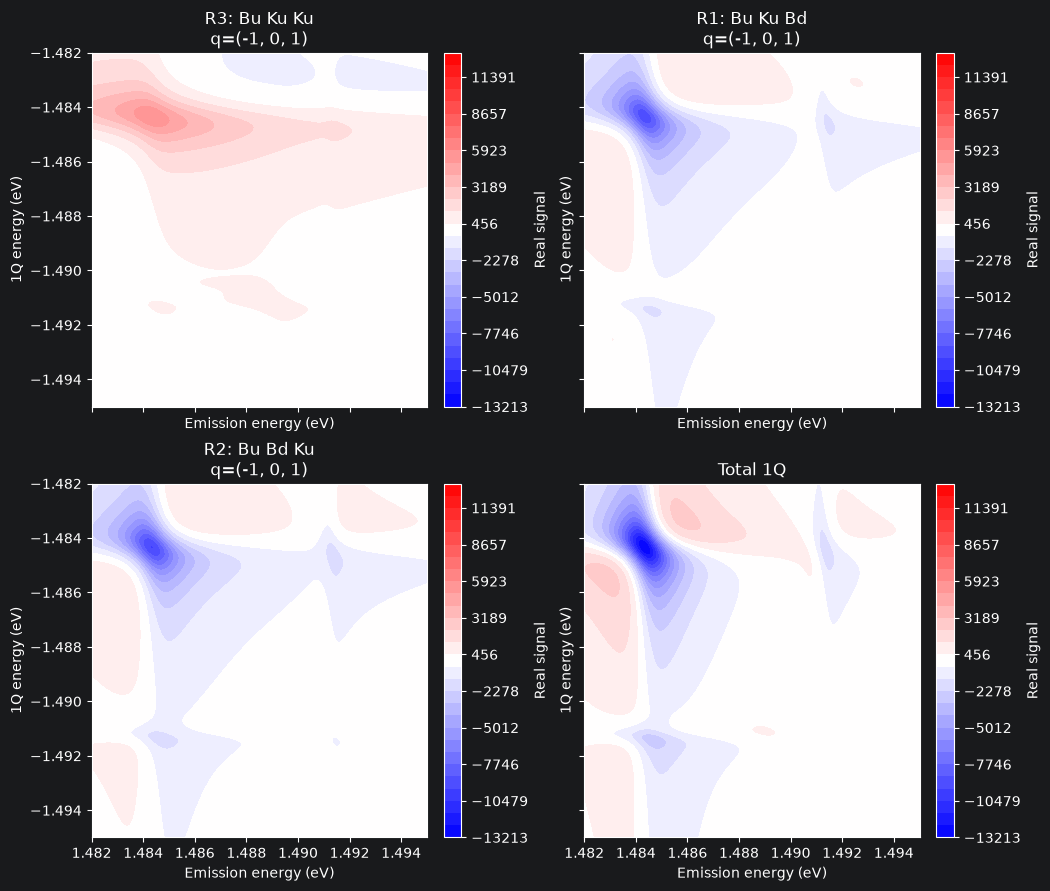 R3: Bu Ku Ku
q=(-1, 0, 1)
1Q energy (eV)
−1.482
−1.484
−1.486
−1.488
−1.490
−1.492
−1.494
Emission energy (eV)
11391
8657
5923
3189
456
−2278
−5012
−7746
−10479
−13213
Real signal
R1: Bu Ku Bd
q=(-1, 0, 1)
1Q energy (eV)
Emission energy (eV)
11391
8657
5923
3189
456
−2278
−5012
−7746
−10479
−13213
Real signal
R2: Bu Bd Ku
q=(-1, 0, 1)
1Q energy (eV)
−1.482
−1.484
−1.486
−1.488
−1.490
−1.492
−1.494
1.482 1.484 1.486 1.488 1.490 1.492 1.494
Emission energy (eV)
11391
8657
5923
3189
456
−2278
−5012
−7746
−10479
−13213
Real signal
Total 1Q
1Q energy (eV)
1.482 1.484 1.486 1.488 1.490 1.492 1.494
Emission energy (eV)
11391
8657
5923
3189
456
−2278
−5012
−7746
−10479
−13213
Real signal